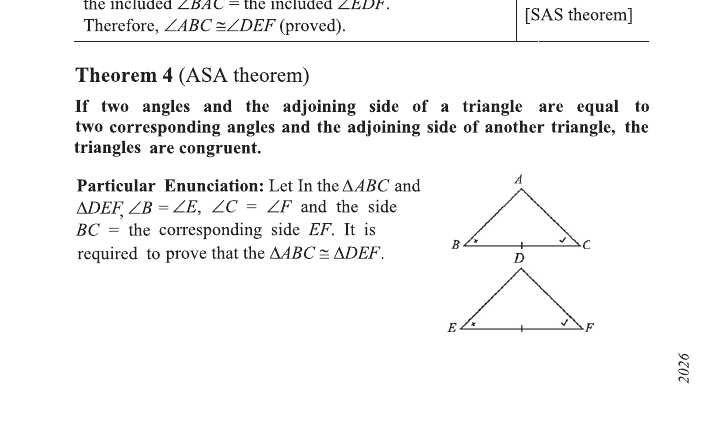 the included ∠BAC = the included ∠EDF.
Therefore, ∠ABC ≅∠DEF (proved).
[SAS theorem]
Theorem 4 (ASA theorem)
If two angles and the adjoining side of a triangle are equal to
two corresponding angles and the adjoining side of another triangle, the
triangles are congruent.
Particular Enunciation: Let In the ΔABC and
ΔDEF, ∠B = ∠E, ∠C = ∠F and the side
BC = the corresponding side EF. It is
required to prove that the ΔABC ≅ ΔDEF.
A
B
C
D
E
F
2026